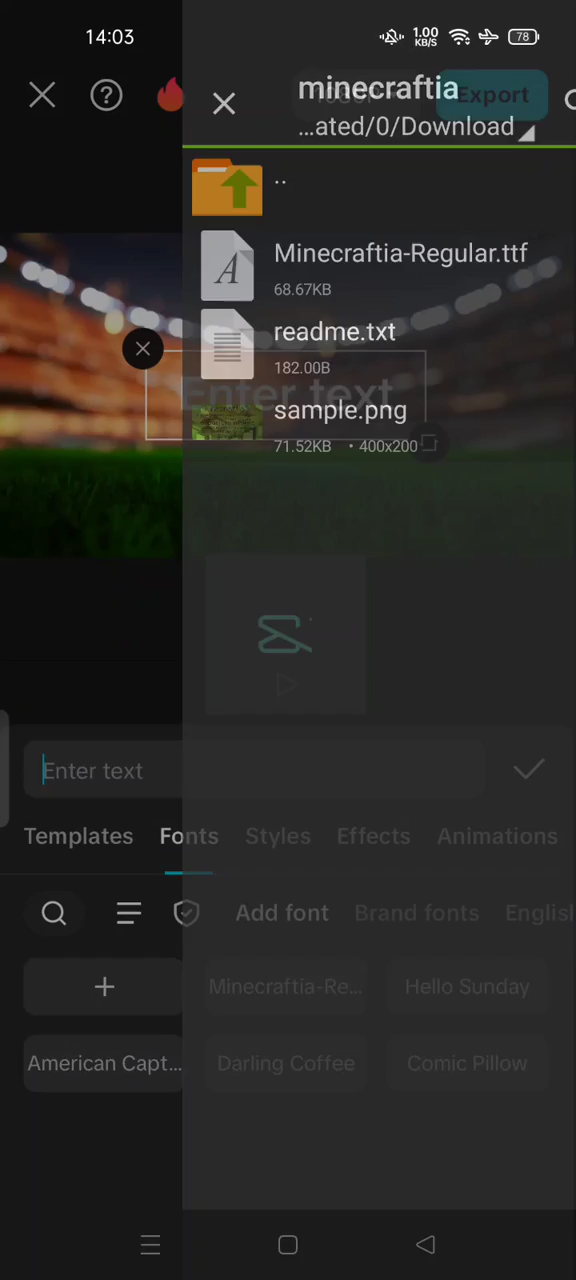 14:03
1.00
KB/S
78
Export
minecraftia
...ated/0/Download
..
Minecraftia-Regular.ttf
68.67KB
readme.txt
182.00B
Enter text
sample.png
71.52KB • 400x200
Enter text
Templates Fonts Styles Effects Animations
Add font Brand fonts English
Minecraftia-Re... Hello Sunday
American Capt... Darling Coffee Comic Pillow